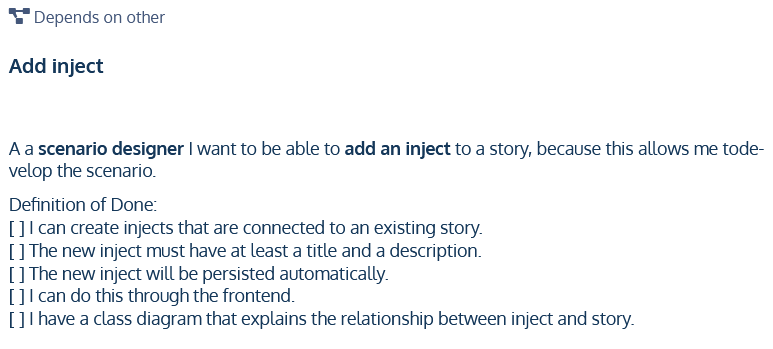 Depends on other
Add inject
A a scenario designer I want to be able to add an inject to a story, because this allows me tode-
velop the scenario.
Definition of Done:
[ ] I can create injects that are connected to an existing story.
[ ] The new inject must have at least a title and a description.
[ ] The new inject will be persisted automatically.
[ ] I can do this through the frontend.
[ ] I have a class diagram that explains the relationship between inject and story.